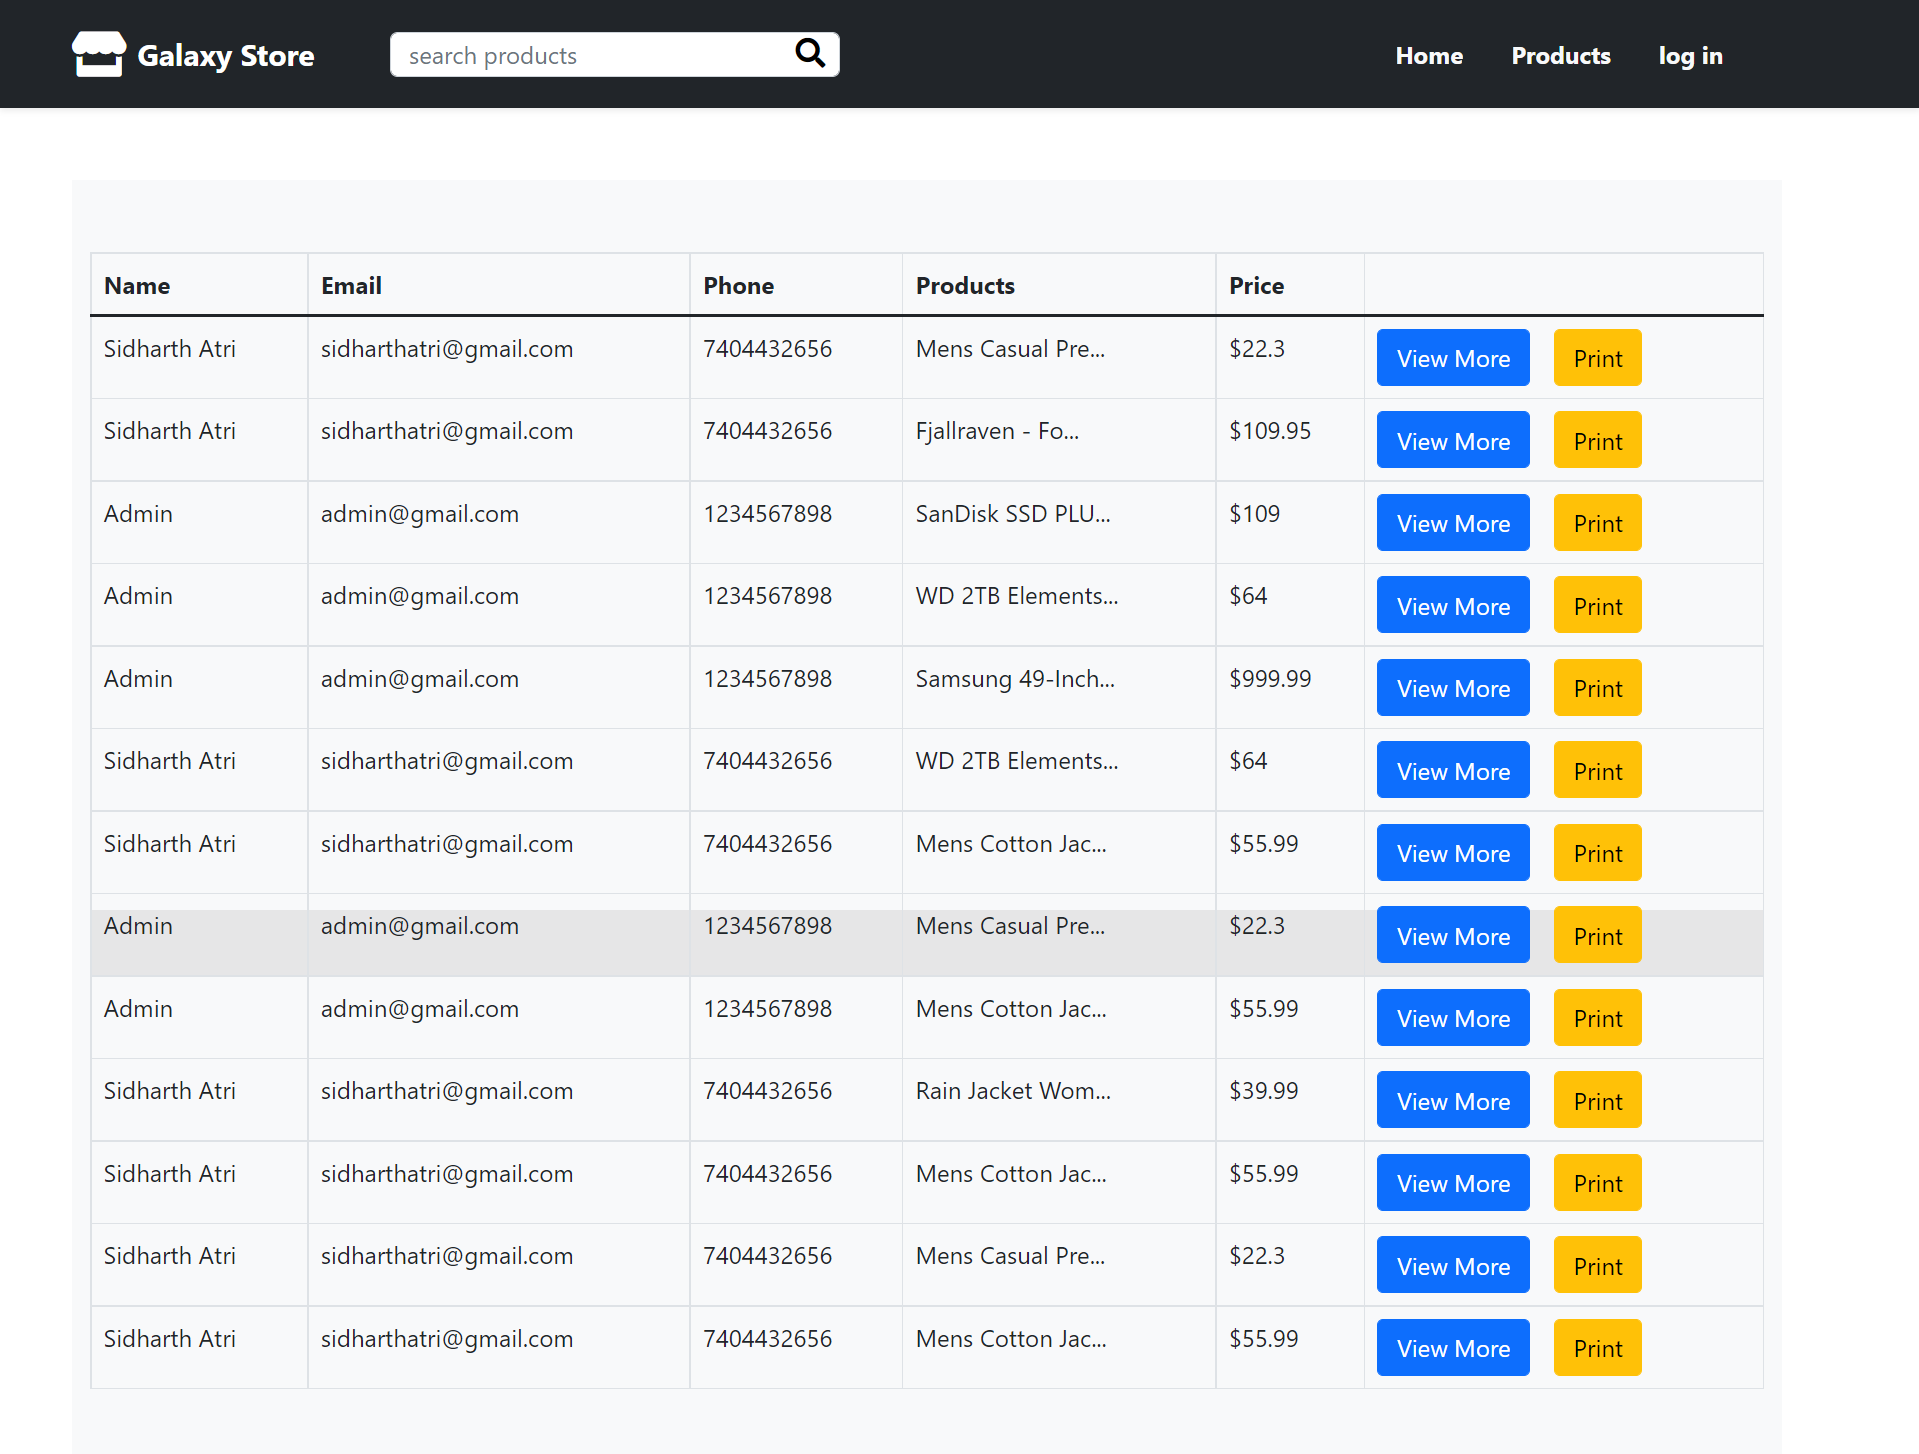 Galaxy Store search products Home Products log in
Name Email Phone Products Price
Sidharth Atri sidharthatri@gmail.com 7404432656 Mens Casual Pre... $22.3 View More Print
Sidharth Atri sidharthatri@gmail.com 7404432656 Fjallraven - Fo... $109.95 View More Print
Admin admin@gmail.com 1234567898 SanDisk SSD PLU... $109 View More Print
Admin admin@gmail.com 1234567898 WD 2TB Elements... $64 View More Print
Admin admin@gmail.com 1234567898 Samsung 49-Inch... $999.99 View More Print
Sidharth Atri sidharthatri@gmail.com 7404432656 WD 2TB Elements... $64 View More Print
Sidharth Atri sidharthatri@gmail.com 7404432656 Mens Cotton Jac... $55.99 View More Print
Admin admin@gmail.com 1234567898 Mens Casual Pre... $22.3 View More Print
Admin admin@gmail.com 1234567898 Mens Cotton Jac... $55.99 View More Print
Sidharth Atri sidharthatri@gmail.com 7404432656 Rain Jacket Wom... $39.99 View More Print
Sidharth Atri sidharthatri@gmail.com 7404432656 Mens Cotton Jac... $55.99 View More Print
Sidharth Atri sidharthatri@gmail.com 7404432656 Mens Casual Pre... $22.3 View More Print
Sidharth Atri sidharthatri@gmail.com 7404432656 Mens Cotton Jac... $55.99 View More Print